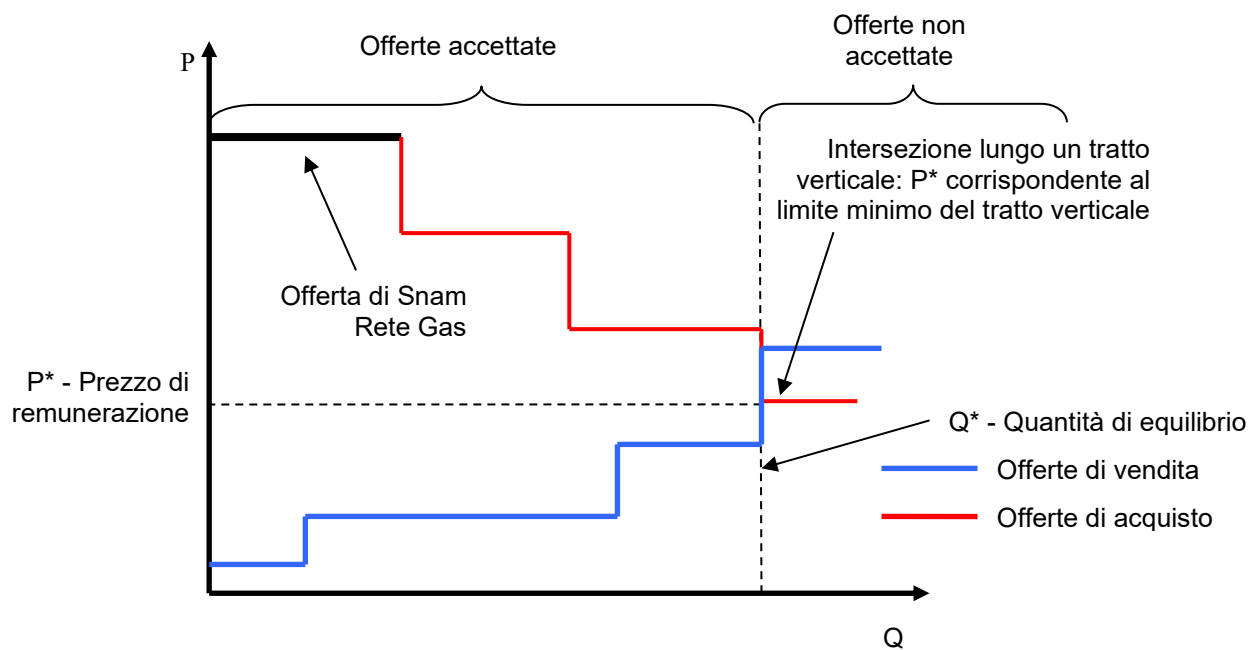 Offerte accettate
Offerte non
accettate
P
Intersezione lungo un tratto
verticale: P* corrispondente al
limite minimo del tratto verticale
Offerta di Snam
Rete Gas
P* - Prezzo di
remunerazione
Q* - Quantità di equilibrio
Offerte di vendita
Offerte di acquisto
Q